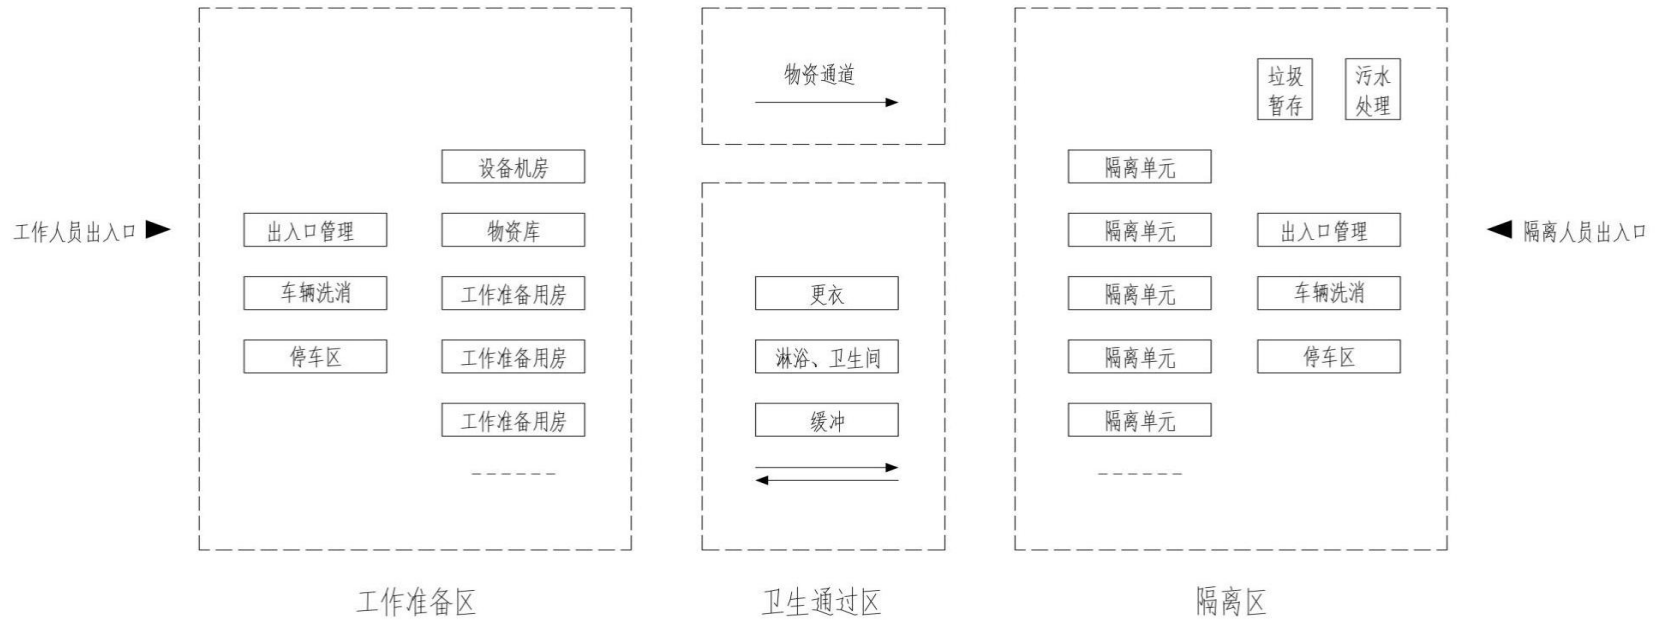 物资通道
垃圾
暂存
污水
处理
设备机房
隔离单元
工作人员出入口
出入口管理
物资库
隔离单元
出入口管理
隔离人员出入口
车辆洗消
工作准备用房
更衣
隔离单元
车辆洗消
停车区
工作准备用房
淋浴、卫生间
隔离单元
停车区
工作准备用房
缓冲
隔离单元
工作准备区
卫生通过区
隔离区